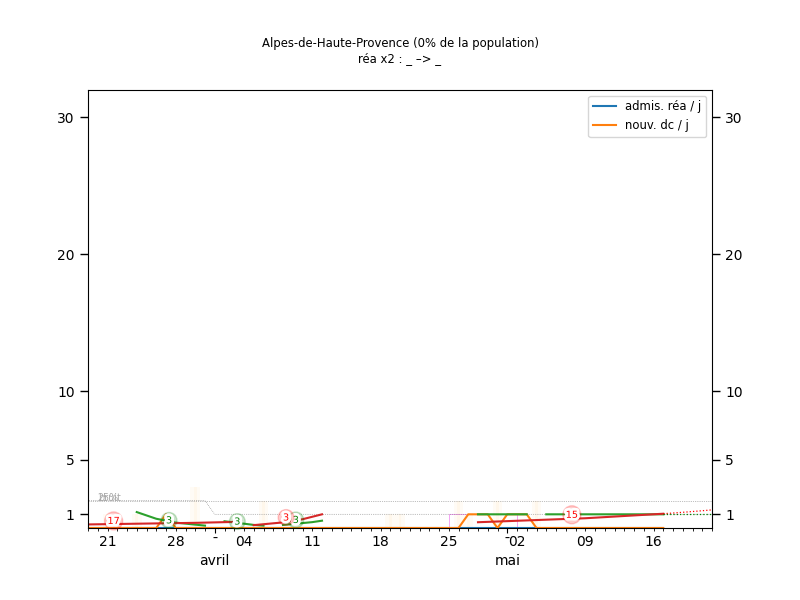 Alpes-de-Haute-Provence (0% de la population)
réa x2 : _ –> _
admis. réa / j
nouv. dc / j
30 30
20 20
10 10
5 5
1 1
17 3 3 3 3 15
21 28 - 04 11 18 25 -02 09 16
avril mai